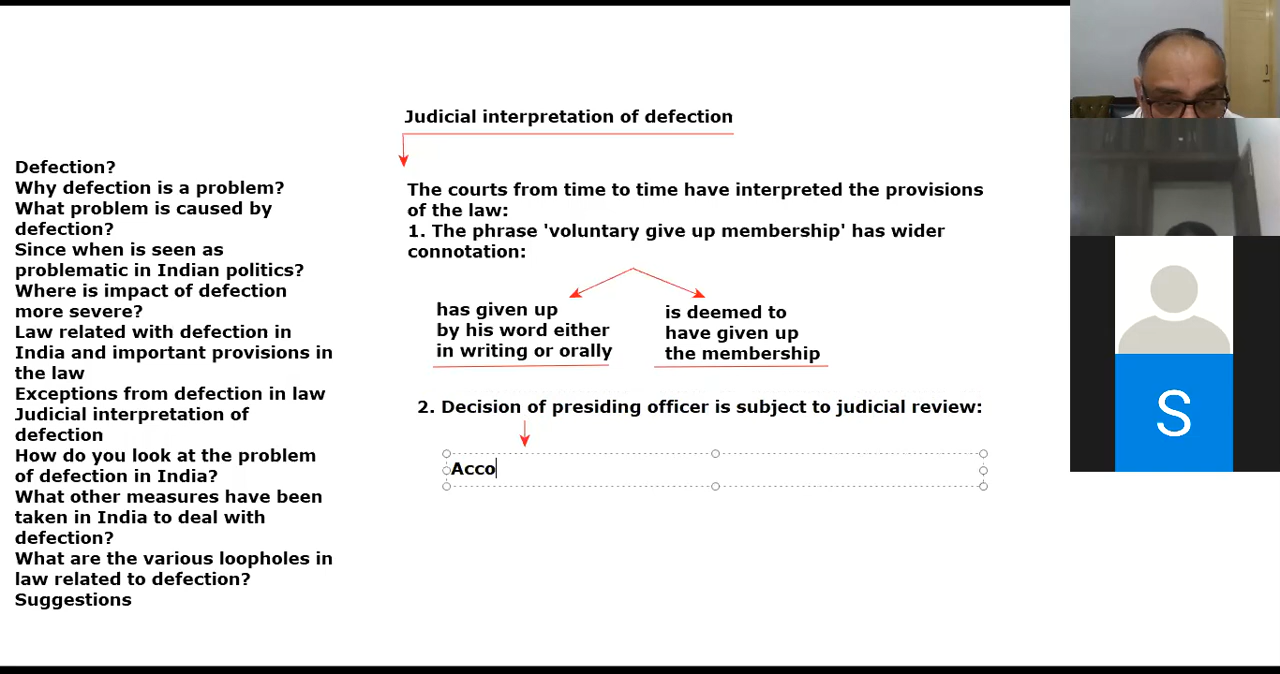 Judicial interpretation of defection
Defection?
Why defection is a problem?
What problem is caused by
defection?
Since when is seen as
problematic in Indian politics?
Where is impact of defection
more severe?
Law related with defection in
India and important provisions in
the law
Exceptions from defection in law
Judicial interpretation of
defection
How do you look at the problem
of defection in India?
What other measures have been
taken in India to deal with
defection?
What are the various loopholes in
law related to defection?
Suggestions
The courts from time to time have interpreted the provisions
of the law:
1. The phrase 'voluntary give up membership' has wider
connotation:
has given up
by his word either
in writing or orally
is deemed to
have given up
the membership
2. Decision of presiding officer is subject to judicial review:
Acco
S